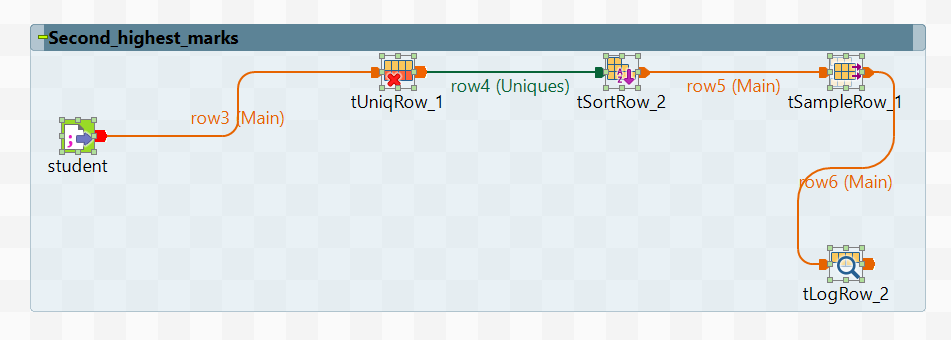 Second_highest_marks
tUniqRow_1
row4 (Uniques)
tSortRow_2
row5 (Main)
tSampleRow_1
row3 (Main)
student
row6 (Main)
tLogRow_2